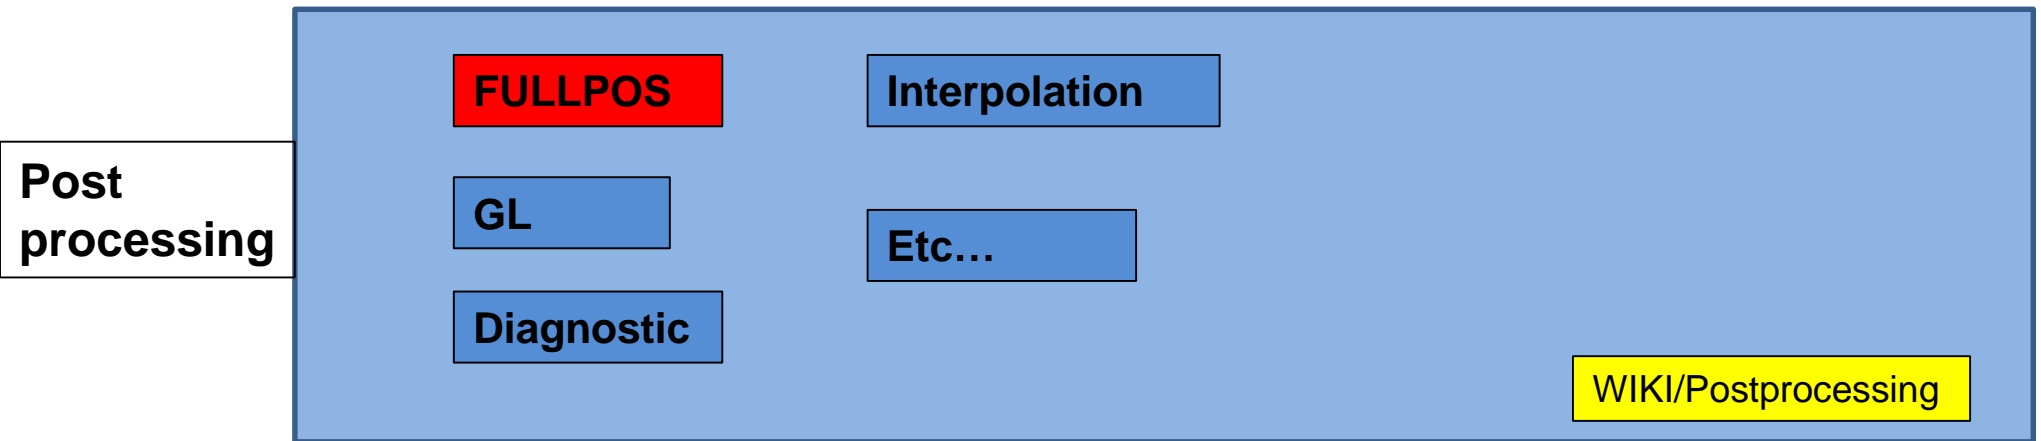 Post
processing
FULLPOS
Interpolation
GL
Etc…
Diagnostic
WIKI/Postprocessing